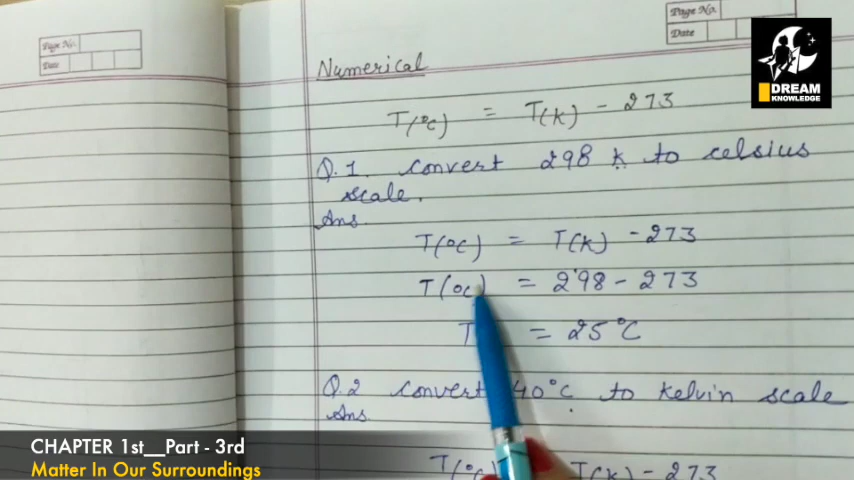 Page No.
Date
Page No.
Date
DREAM
KNOWLEDGE
Numerical
T(°C) = T(K) - 273
Q.1. Convert 298 K to celsius
scale.
Ans
T(°C) = T(K) - 273
T(°C) = 298 - 273
T = 25°C
Q.2 Convert 40°C to Kelvin scale
Ans
T(°C) T(K) - 273
CHAPTER 1st__Part - 3rd
Matter In Our Surroundings